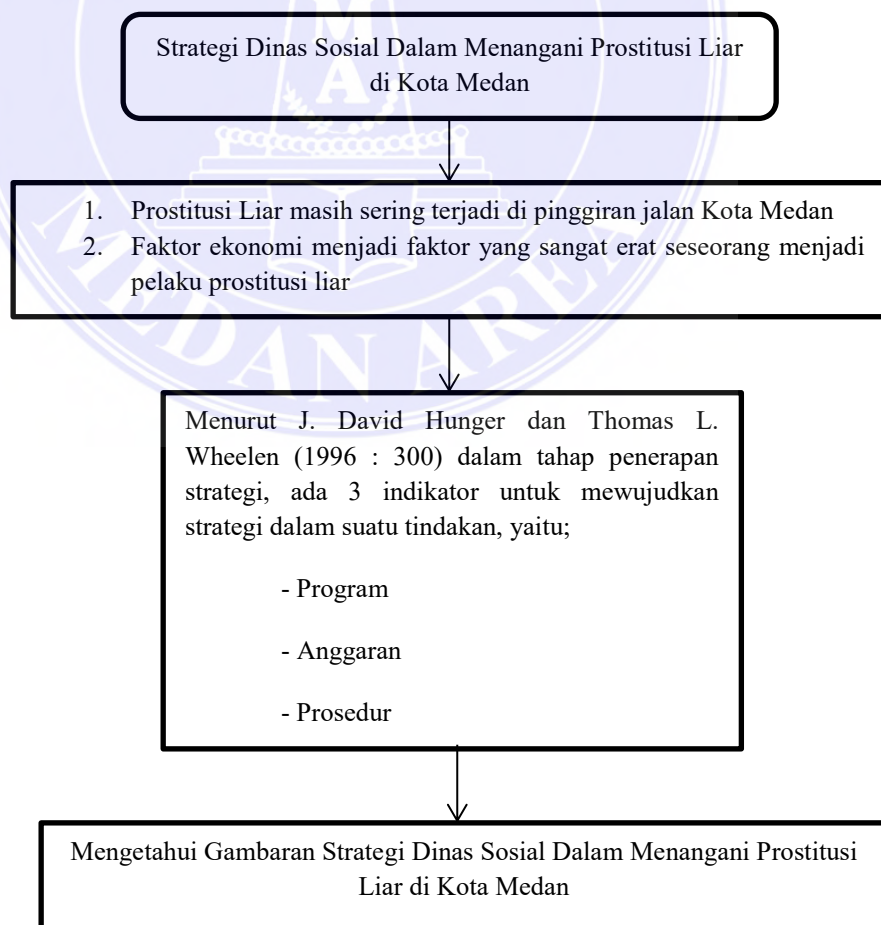 Strategi Dinas Sosial Dalam Menangani Prostitusi Liar
di Kota Medan
1. Prostitusi Liar masih sering terjadi di pinggiran jalan Kota Medan
2. Faktor ekonomi menjadi faktor yang sangat erat seseorang menjadi
pelaku prostitusi liar
Menurut J. David Hunger dan Thomas L.
Wheelen (1996 : 300) dalam tahap penerapan
strategi, ada 3 indikator untuk mewujudkan
strategi dalam suatu tindakan, yaitu;
- Program
- Anggaran
- Prosedur
Mengetahui Gambaran Strategi Dinas Sosial Dalam Menangani Prostitusi
Liar di Kota Medan
M
A
MEDAN AREA